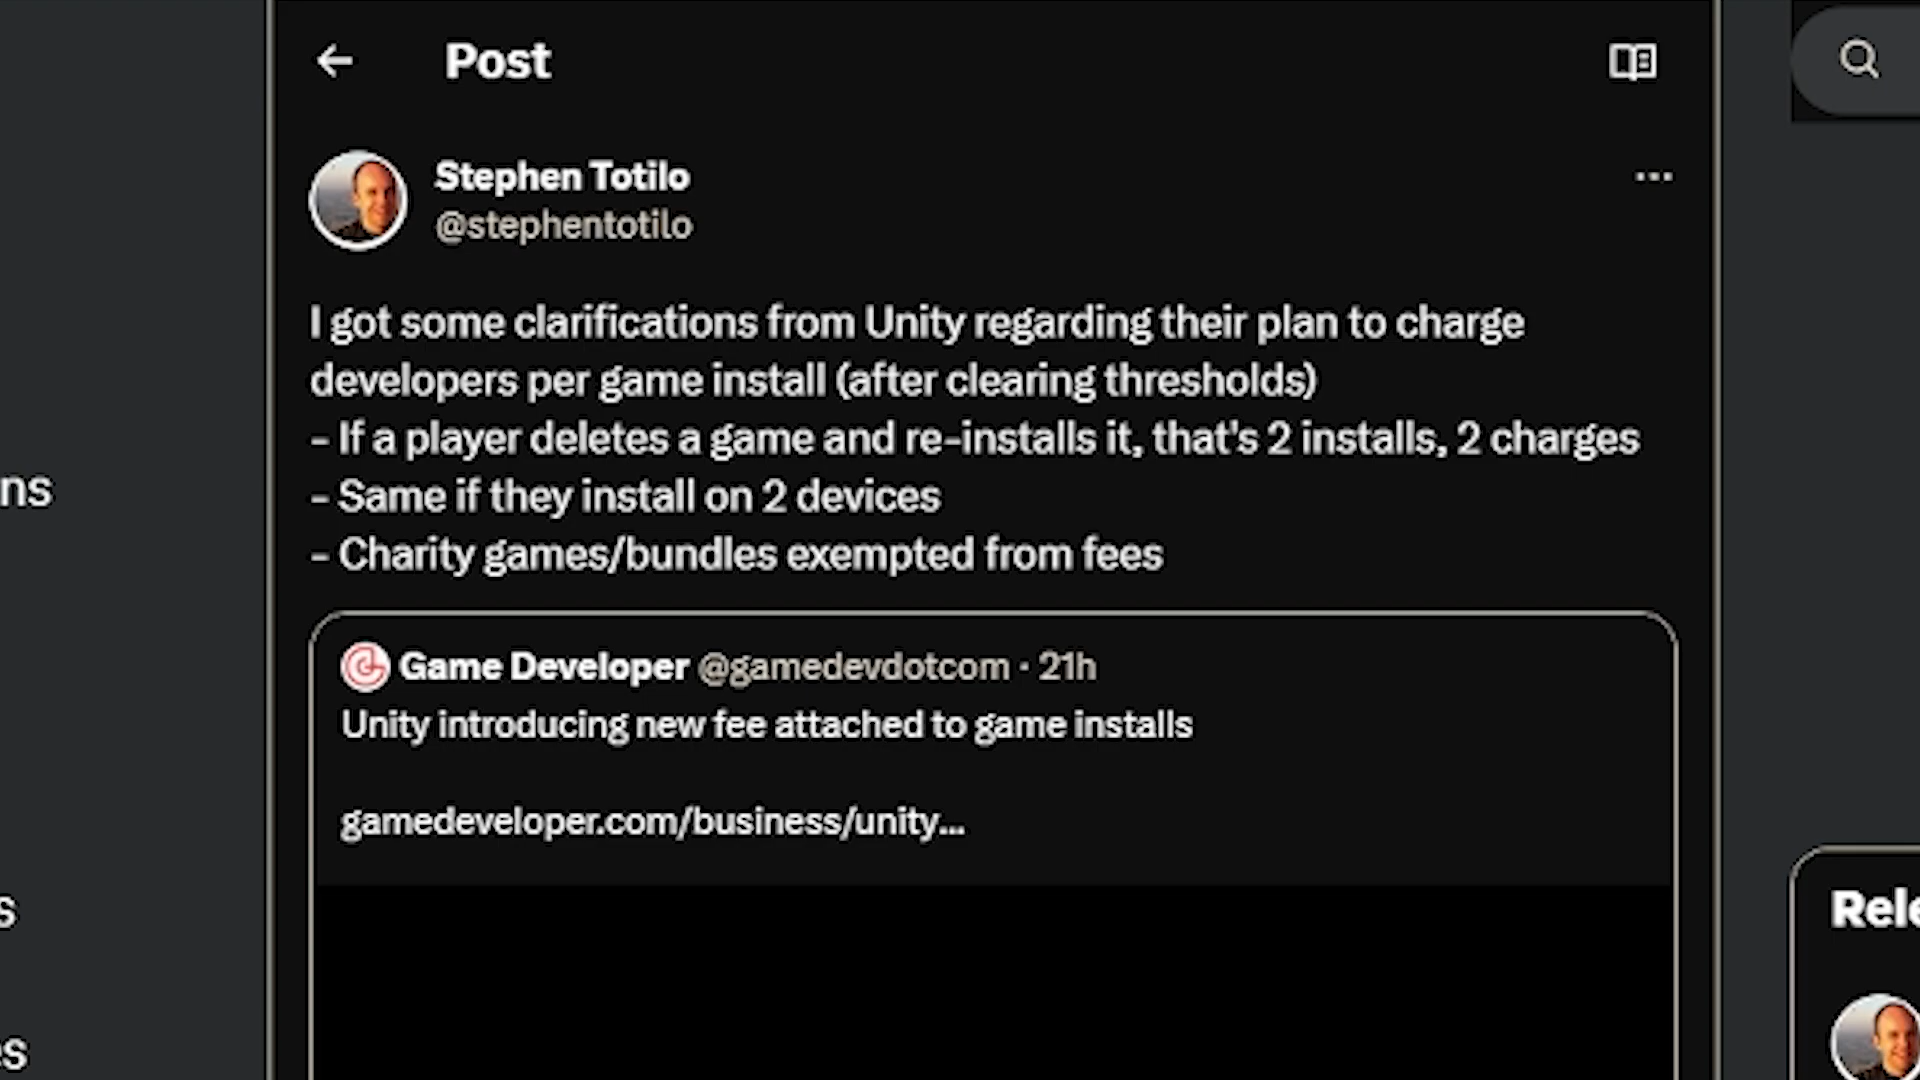 Post
Stephen Totilo
@stephentotilo
I got some clarifications from Unity regarding their plan to charge
developers per game install (after clearing thresholds)
- If a player deletes a game and re-installs it, that's 2 installs, 2 charges
- Same if they install on 2 devices
- Charity games/bundles exempted from fees
Game Developer @gamedevdotcom · 21h
Unity introducing new fee attached to game installs
gamedeveloper.com/business/unity...